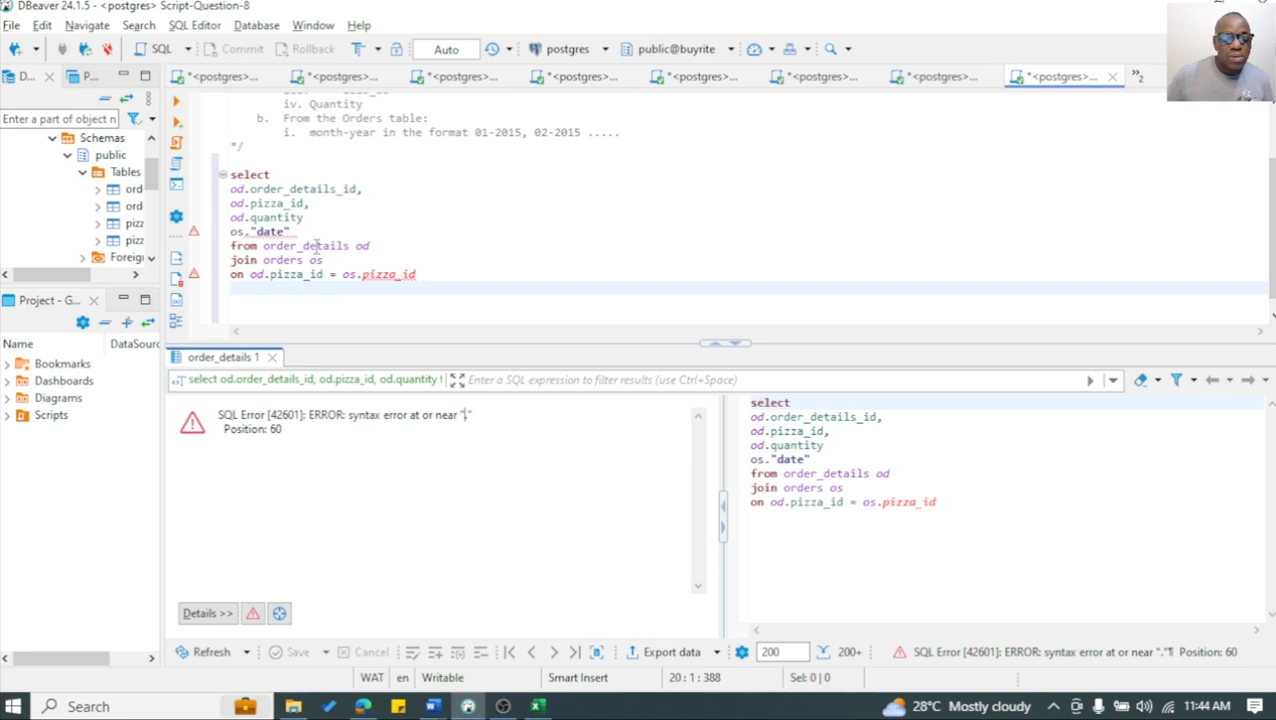 DBeaver 24.1.5 - <postgres> Script-Question-8
File Edit Navigate Search SQL Editor Database Window Help
SQL Commit Rollback Auto postgres public@buyrite
D... P... *<postgres>... *<postgres>... *<postgres>... *<postgres>... *<postgres>... *<postgres>... *<postgres>... *<postgres>... 2
Enter a part of object n
Schemas
public
Tables
ord
ord
pizz
pizz
Foreig
iv. Quantity
b. From the Orders table:
i. month-year in the format 01-2015, 02-2015 .....
*/
select
od.order_details_id,
od.pizza_id,
od.quantity
os."date"
from order_details od
join orders os
on od.pizza_id = os.pizza_id
Project - G...
Name DataSourc
Bookmarks
Dashboards
Diagrams
Scripts
order_details 1
select od.order_details_id, od.pizza_id, od.quantity f Enter a SQL expression to filter results (use Ctrl+Space)
SQL Error [42601]: ERROR: syntax error at or near "."
Position: 60
select
od.order_details_id,
od.pizza_id,
od.quantity
os."date"
from order_details od
join orders os
on od.pizza_id = os.pizza_id
Details >>
Refresh Save Cancel Export data 200 200+ SQL Error [42601]: ERROR: syntax error at or near "."¶ Position: 60
WAT en Writable Smart Insert 20 : 1 : 388 Sel: 0 | 0
Search 28°C Mostly cloudy 11:44 AM